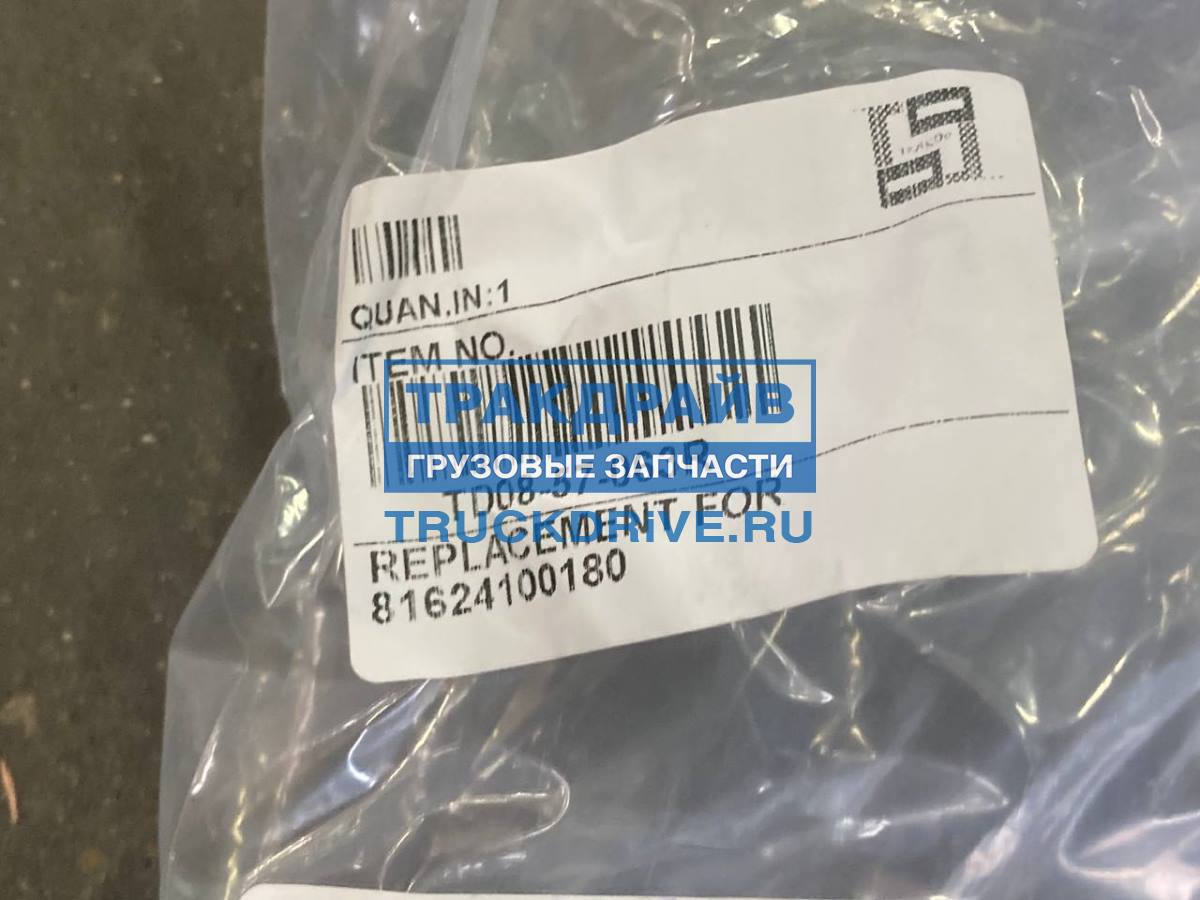 QUAN.IN:1
ITEM NO.
ТРАКДРАЙВ
ГРУЗОВЫЕ ЗАПЧАСТИ
TRUCKDRiVE.RU
REPLACEMENT FOR
81624100180